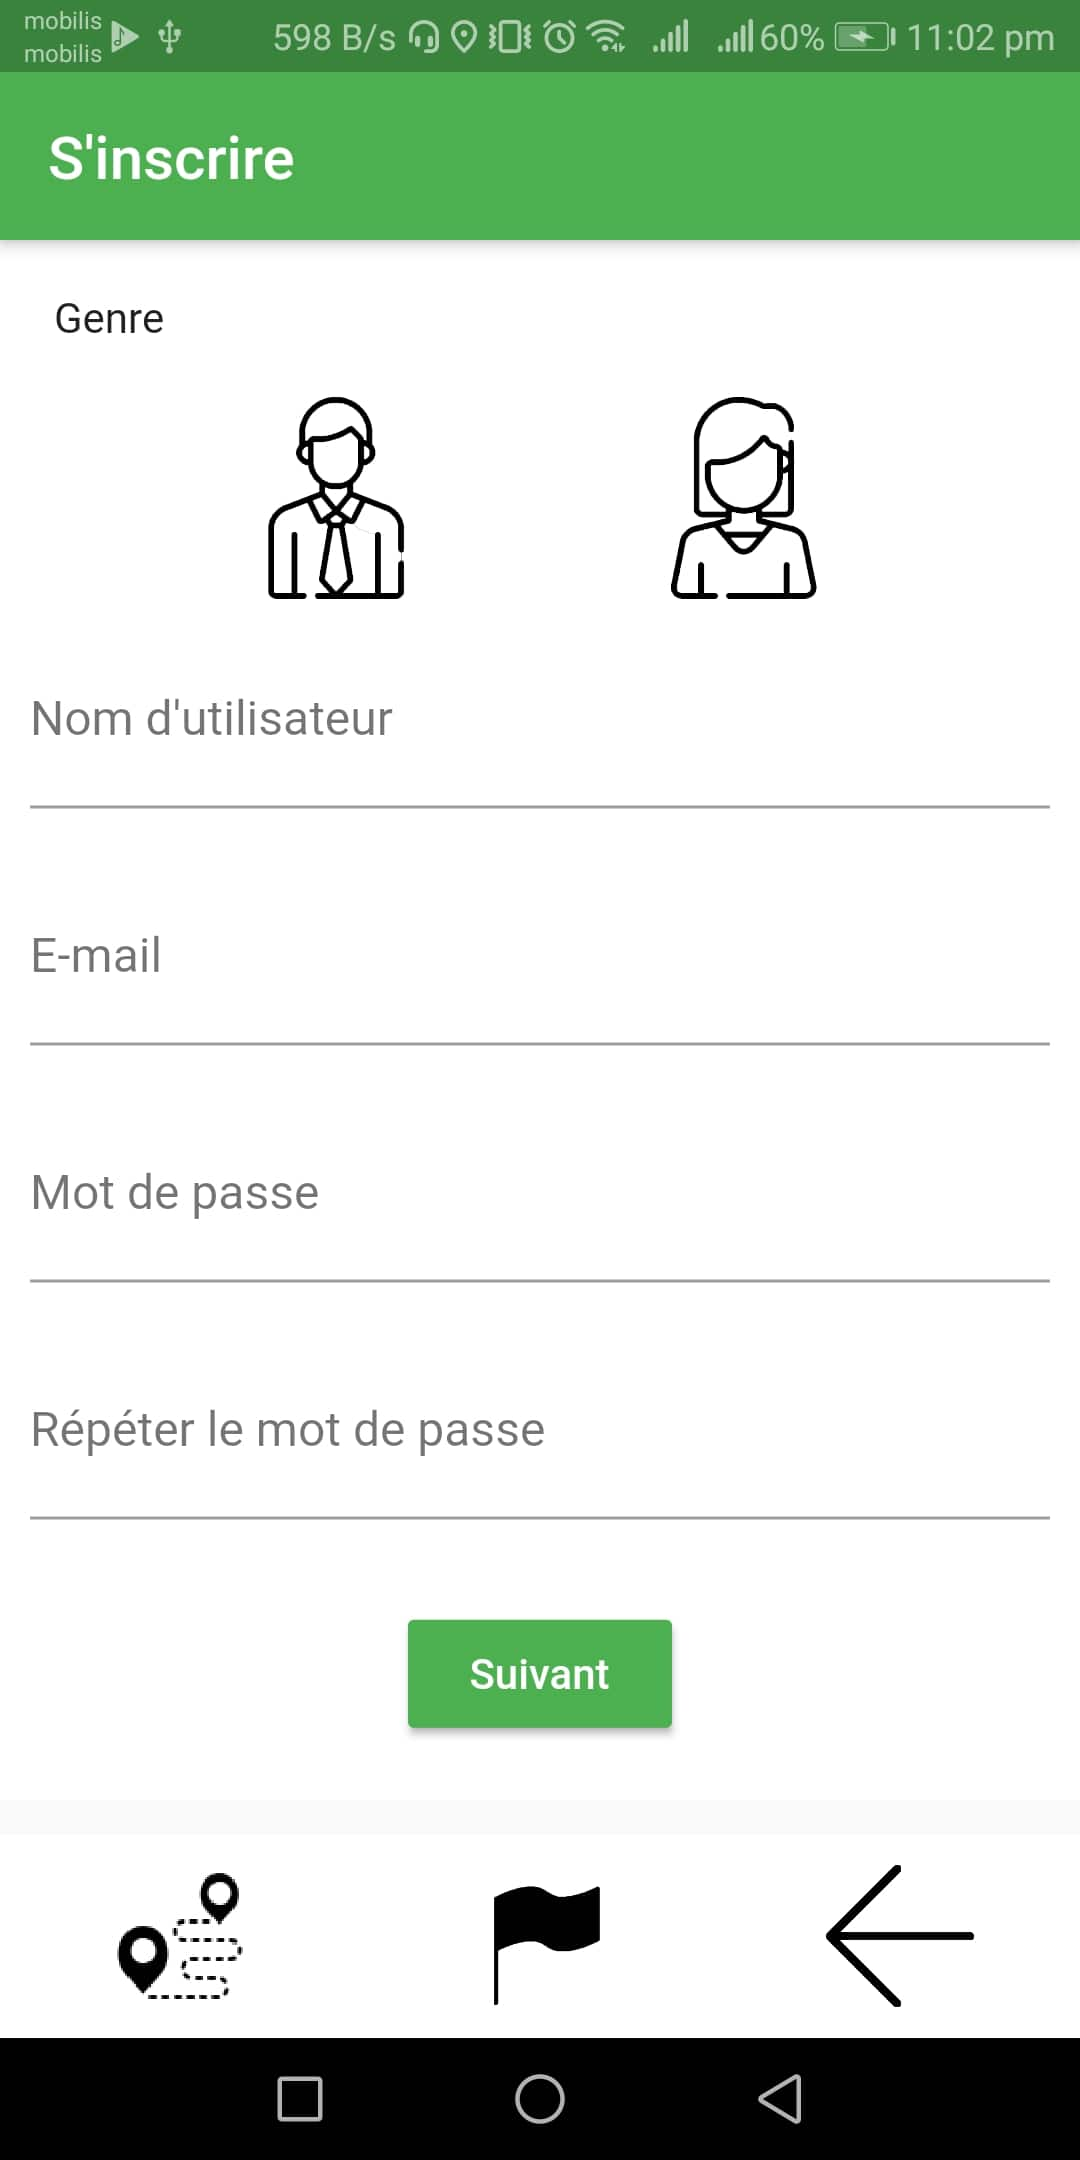 mobilis
mobilis
598 B/s 60% 11:02 pm
S'inscrire
Genre
Nom d'utilisateur
E-mail
Mot de passe
Répéter le mot de passe
Suivant